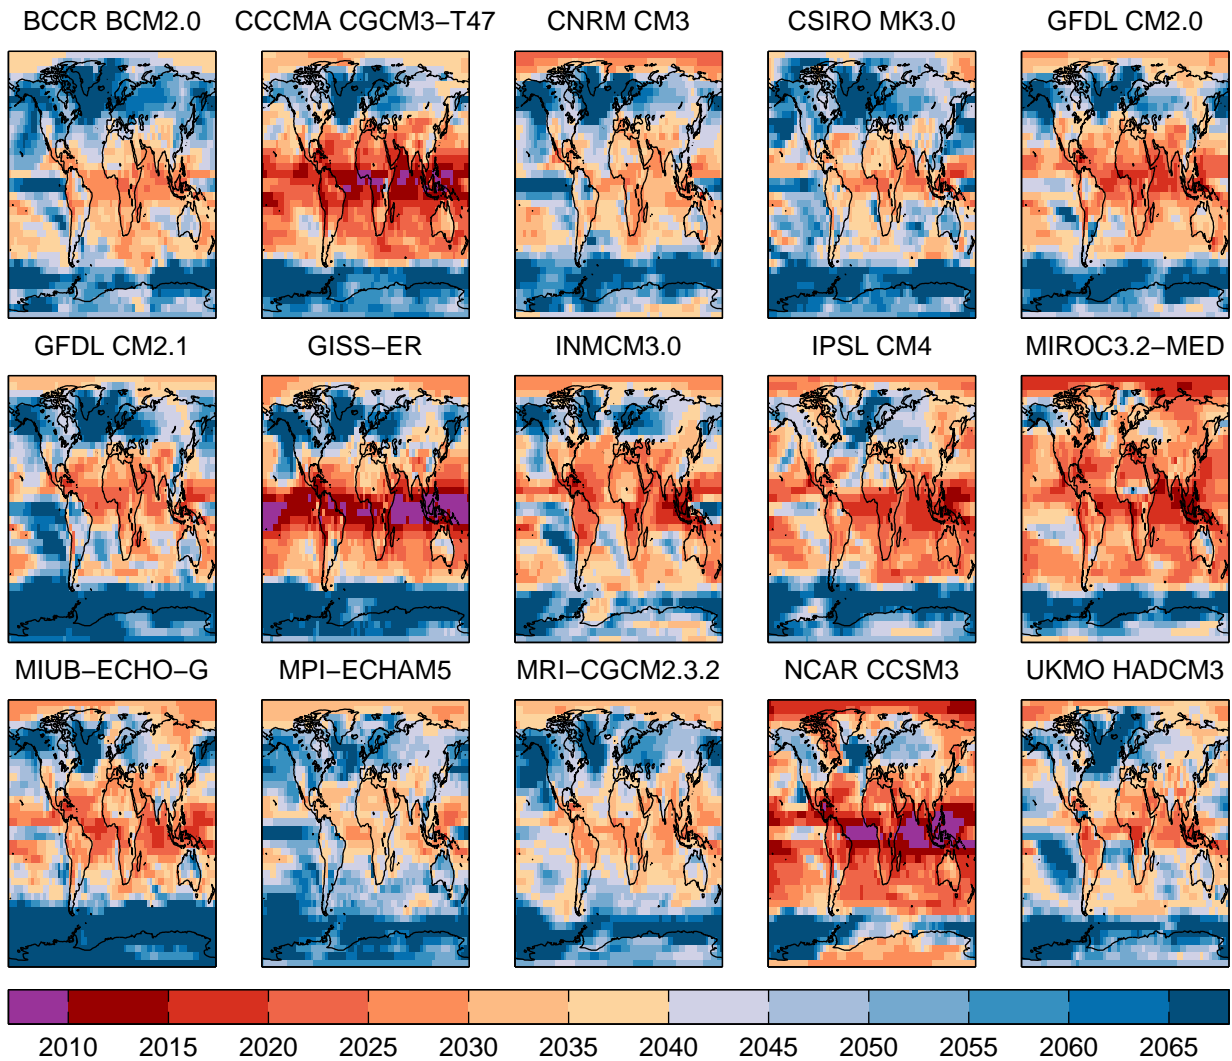 BCCR BCM2.0 CCCMA CGCM3−T47 CNRM CM3 CSIRO MK3.0 GFDL CM2.0
GFDL CM2.1 GISS−ER INMCM3.0 IPSL CM4 MIROC3.2−MED
MIUB−ECHO−G MPI−ECHAM5 MRI−CGCM2.3.2 NCAR CCSM3 UKMO HADCM3
2010 2015 2020 2025 2030 2035 2040 2045 2050 2055 2060 2065